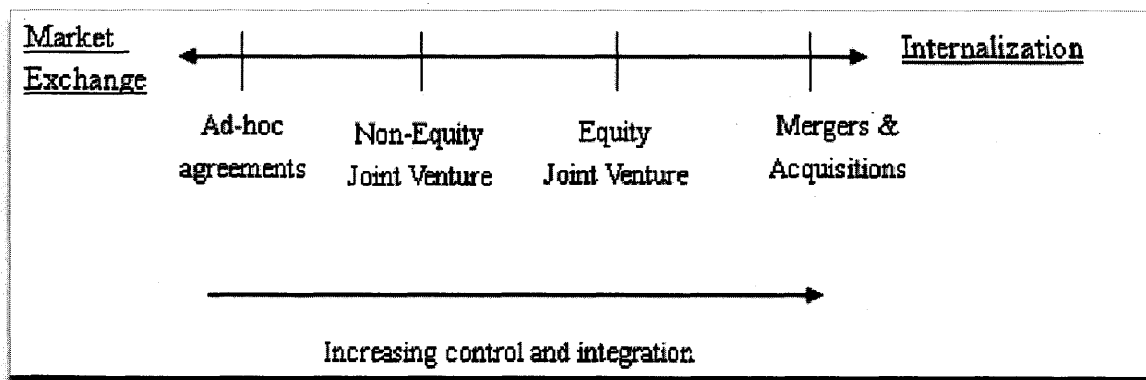 Market
Exchange
Internalization
Ad-hoc
agreements
Non-Equity
Joint Venture
Equity
Joint Venture
Mergers &
Acquisitions
Increasing control and integration